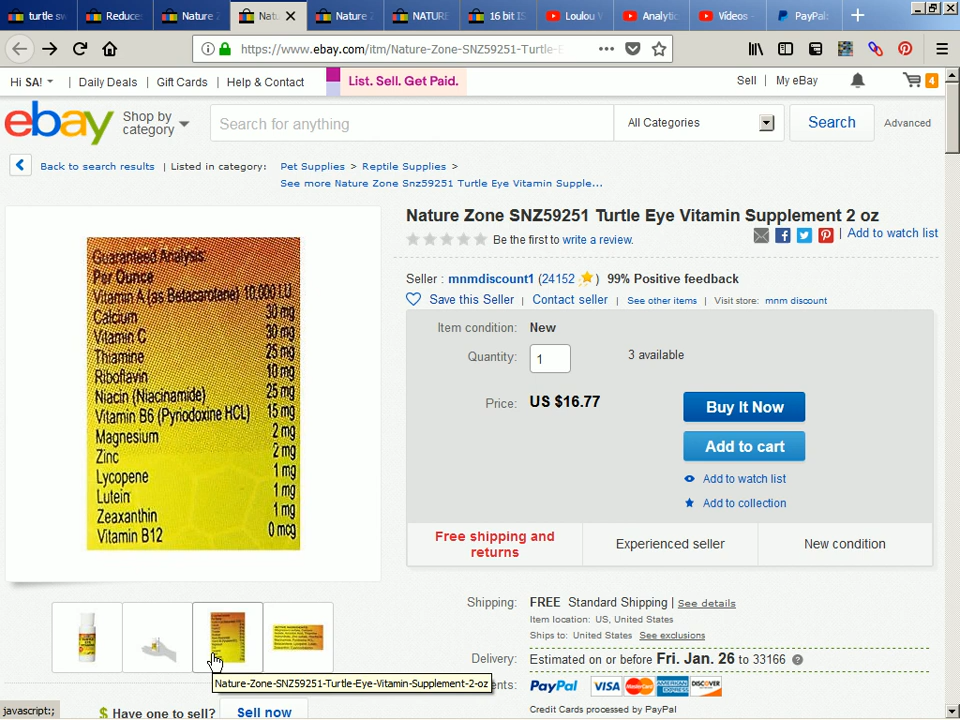 turtle sw
Reduce
Nature Z
Nature
Nature Z
NATURE
16 bit IS
Loulou V
Analytic
Vídeos -
PayPal:
https://www.ebay.com/itm/Nature-Zone-SNZ59251-Turtle-E
Hi SA!
Daily Deals
Gift Cards
Help & Contact
List. Sell. Get Paid.
Sell
My eBay
4
ebay
Shop by
category
Search for anything
All Categories
Search
Advanced
Back to search results | Listed in category:
Pet Supplies > Reptile Supplies >
See more Nature Zone Snz59251 Turtle Eye Vitamin Supple...
Guaranteed Analysis:
Per Ounce
Vitamin A (as Betacarotane) 10,000 I.U
Calcium 30 mg
Vitamin C 30 mg
Thiamine 25 mg
Riboflavin 10 mg
Niacin (Niacinamide) 25 mg
Vitamin B6 (Pyriodoxine HCL) 15 mg
Magnesium 2 mg
Zinc 2 mg
Lycopene 1 mg
Lutein 1 mg
Zeaxanthin 1 mg
Vitamin B12 0 mcg
Nature Zone SNZ59251 Turtle Eye Vitamin Supplement 2 oz
Be the first to write a review.
| Add to watch list
Seller : mnmdiscount1 (24152 ) 99% Positive feedback
Save this Seller | Contact seller | See other items | Visit store: mnm discount
Item condition: New
Quantity: 1
3 available
Price: US $16.77
Buy It Now
Add to cart
Add to watch list
Add to collection
Free shipping and
returns
Experienced seller
New condition
Shipping: FREE Standard Shipping | See details
Item location: US, United States
Ships to: United States See exclusions
Delivery: Estimated on or before Fri. Jan. 26 to 33166 ?
ents:
PayPal VISA MasterCard AMERICAN EXPRESS DISCOVER
Credit Cards processed by PayPal
Nature-Zone-SNZ59251-Turtle-Eye-Vitamin-Supplement-2-oz
javascript:;
$ Have one to sell? Sell now